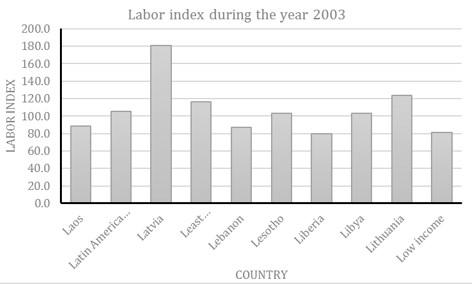 Labor index during the year 2003
200.0
180.0
160.0
140.0
120.0
100.0
80.0
60.0
40.0
20.0
0.0
LABOR INDEX
Laos
Latin America...
Latvia
Least...
Lebanon
Lesotho
Liberia
Libya
Lithuania
Low income
COUNTRY